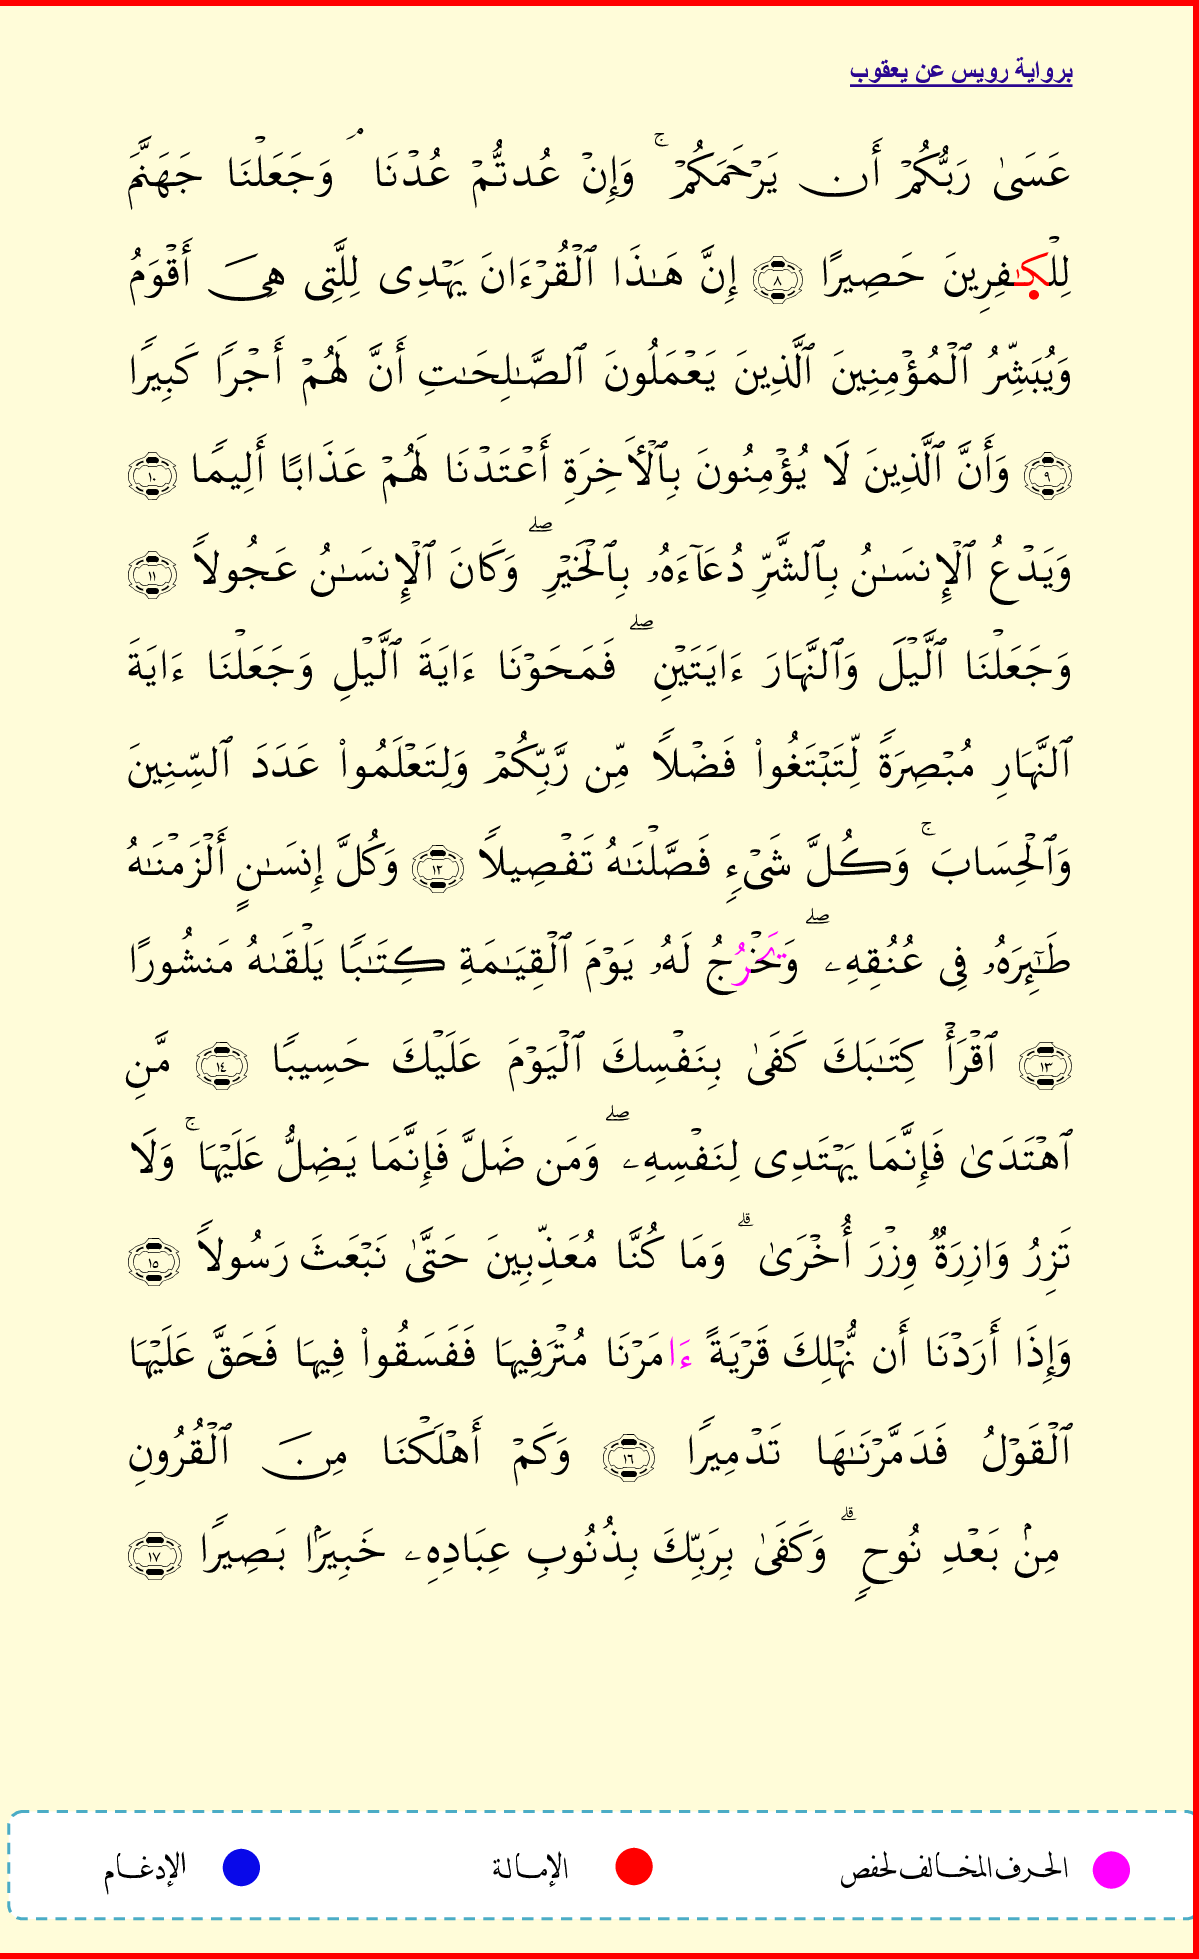 برواية رويس عن يعقوب
عَسَىٰ رَبُّكُمْ أَن يَرْحَمَكُمْ ۚ وَإِنْ عُدتُّمْ عُدْنَا ۘ وَجَعَلْنَا جَهَنَّمَ
لِلْكَـٰفِرِينَ حَصِيرًا ٨ إِنَّ هَـٰذَا ٱلْقُرْءَانَ يَهْدِى لِلَّتِى هِىَ أَقْوَمُ
وَيُبَشِّرُ ٱلْمُؤْمِنِينَ ٱلَّذِينَ يَعْمَلُونَ ٱلصَّـٰلِحَـٰتِ أَنَّ لَهُمْ أَجْرًا كَبِيرًا
٩ وَأَنَّ ٱلَّذِينَ لَا يُؤْمِنُونَ بِٱلْأَخِرَةِ أَعْتَدْنَا لَهُمْ عَذَابًا أَلِيمًا ١٠
وَيَدْعُ ٱلْإِنسَـٰنُ بِٱلشَّرِّ دُعَآءَهُۥ بِٱلْخَيْرِ ۖ وَكَانَ ٱلْإِنسَـٰنُ عَجُولًا ١١
وَجَعَلْنَا ٱلَّيْلَ وَٱلنَّهَارَ ءَايَتَيْنِ ۖ فَمَحَوْنَا ءَايَةَ ٱلَّيْلِ وَجَعَلْنَا ءَايَةَ
ٱلنَّهَارِ مُبْصِرَةً لِّتَبْتَغُوا۟ فَضْلًا مِّن رَّبِّكُمْ وَلِتَعْلَمُوا۟ عَدَدَ ٱلسِّنِينَ
وَٱلْحِسَابَ ۚ وَكُلَّ شَىْءٍ فَصَّلْنَـٰهُ تَفْصِيلًا ١٢ وَكُلَّ إِنسَـٰنٍ أَلْزَمْنَـٰهُ
طَـٰٓئِرَهُۥ فِى عُنُقِهِۦ ۖ وَيَخْرُجُ لَهُۥ يَوْمَ ٱلْقِيَـٰمَةِ كِتَـٰبًا يَلْقَىٰهُ مَنشُورًا
١٣ ٱقْرَأْ كِتَـٰبَكَ كَفَىٰ بِنَفْسِكَ ٱلْيَوْمَ عَلَيْكَ حَسِيبًا ١٤ مَّنِ
ٱهْتَدَىٰ فَإِنَّمَا يَهْتَدِى لِنَفْسِهِۦ ۖ وَمَن ضَلَّ فَإِنَّمَا يَضِلُّ عَلَيْهَا ۚ وَلَا
تَزِرُ وَازِرَةٌ وِزْرَ أُخْرَىٰ ۗ وَمَا كُنَّا مُعَذِّبِينَ حَتَّىٰ نَبْعَثَ رَسُولًا ١٥
وَإِذَا أَرَدْنَا أَن نُّهْلِكَ قَرْيَةً ءَامَرْنَا مُتْرَفِيهَا فَفَسَقُوا۟ فِيهَا فَحَقَّ عَلَيْهَا
ٱلْقَوْلُ فَدَمَّرْنَـٰهَا تَدْمِيرًا ١٦ وَكَمْ أَهْلَكْنَا مِنَ ٱلْقُرُونِ
مِنۢ بَعْدِ نُوحٍ ۗ وَكَفَىٰ بِرَبِّكَ بِذُنُوبِ عِبَادِهِۦ خَبِيرًۢا بَصِيرًا ١٧
الحرف المخالف لحفص الإمالة الإدغام